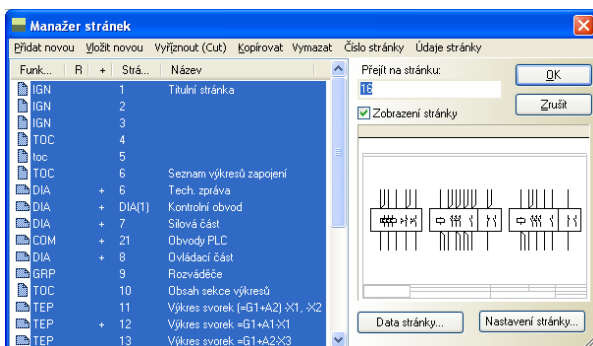 Manažer stránek
Přidat novou Vložit novou Vyříznout (Cut) Kopírovat Vymazat Číslo stránky Údaje stránky
Funk... R + Strá... Název
IGN 1 Titulní stránka
IGN 2
IGN 3
TOC 4
toc 5
TOC 6 Seznam výkresů zapojení
DIA + 6 Tech. zpráva
DIA + DIA(1) Kontrolní obvod
DIA + 7 Silová část
COM + 21 Obvody PLC
DIA + 8 Ovládací část
GRP 9 Rozváděče
TOC 10 Obsah sekce výkresů
TEP 11 Výkres svorek (=G1+A2) -X1, -X2
TEP + 12 Výkres svorek =G1+A1-X1
TEP 13 Výkres svorek =G1+A2-X3
Přejít na stránku:
16
OK
Zrušit
Zobrazení stránky
Data stránky...
Nastavení stránky...